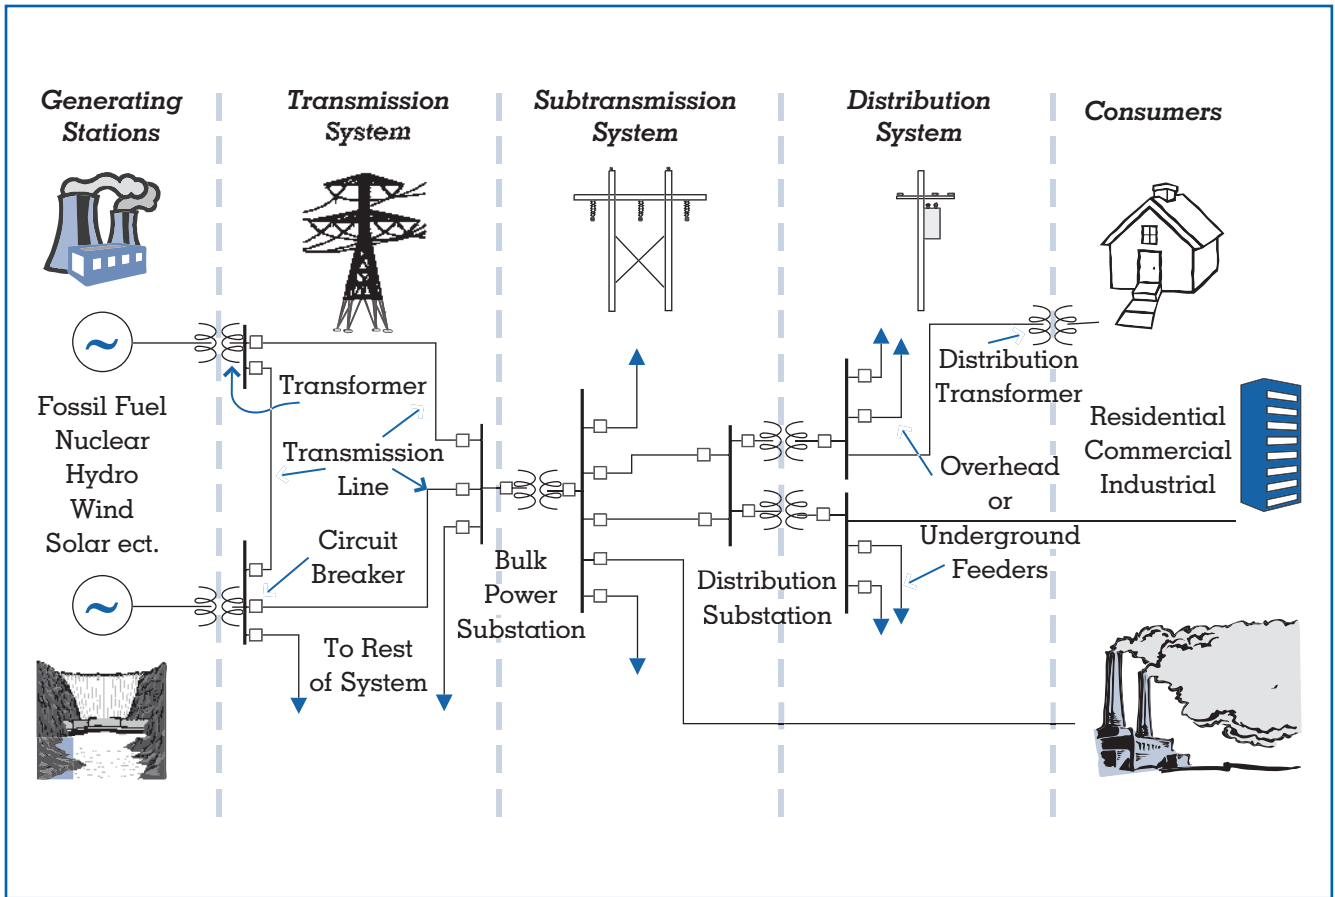 Generating
Stations
Transmission
System
Subtransmission
System
Distribution
System
Consumers
~
Fossil Fuel
Nuclear
Hydro
Wind
Solar ect.
~
Transformer
Transmission
Line
Circuit
Breaker
To Rest
of System
Bulk
Power
Substation
Distribution
Substation
Distribution
Transformer
Overhead
or
Underground
Feeders
Residential
Commercial
Industrial